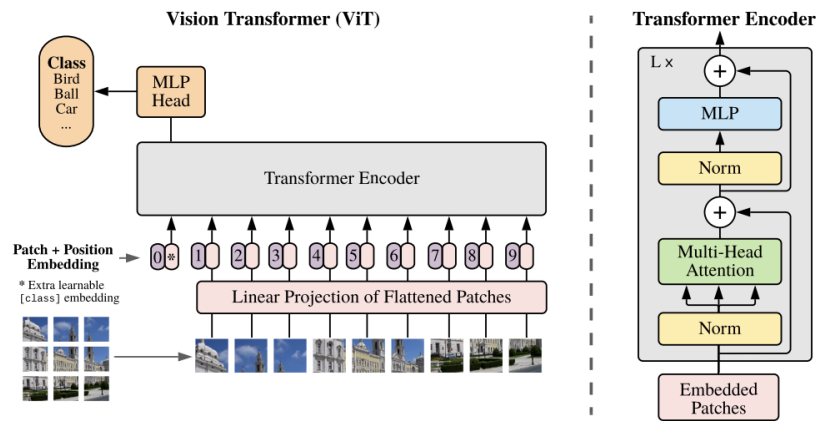 Vision Transformer (ViT)
Class
Bird
Ball
Car
...
MLP
Head
Transformer Encoder
Patch + Position
Embedding
0 * 1 2 3 4 5 6 7 8 9
* Extra learnable
[class] embedding
Linear Projection of Flattened Patches
Transformer Encoder
L ×
+
MLP
Norm
+
Multi-Head
Attention
Norm
Embedded
Patches